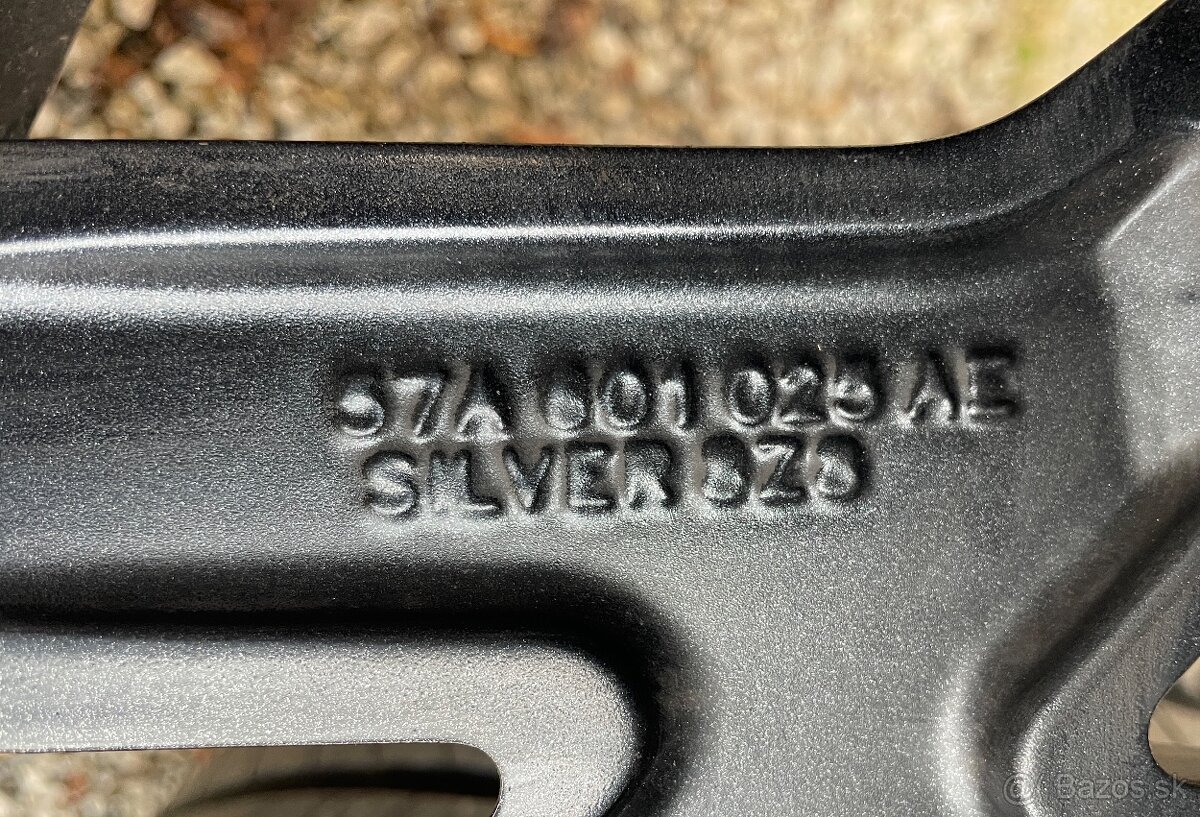 57A 601 025 AE
SILVER 8Z8
© Bazos.sk